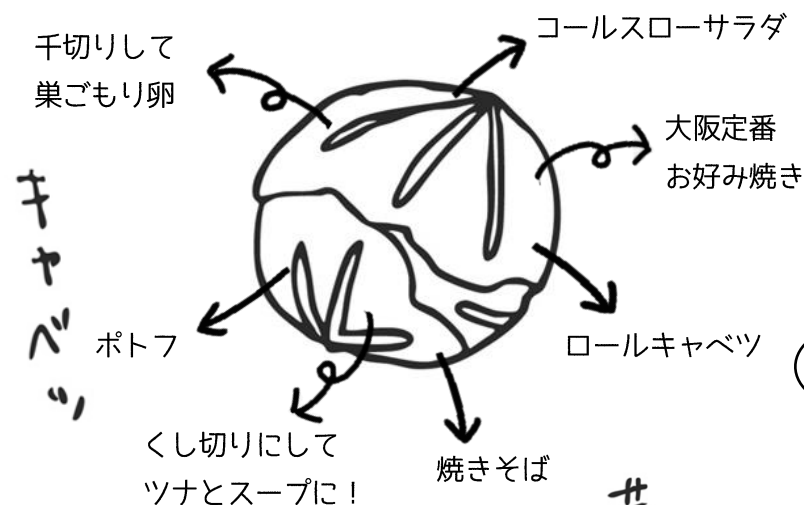 キャベツ
千切りして
巣ごもり卵
コールスローサラダ
大阪定番
お好み焼き
ロールキャベツ
焼きそば
くし切りにして
ツナとスープに！
ポトフ